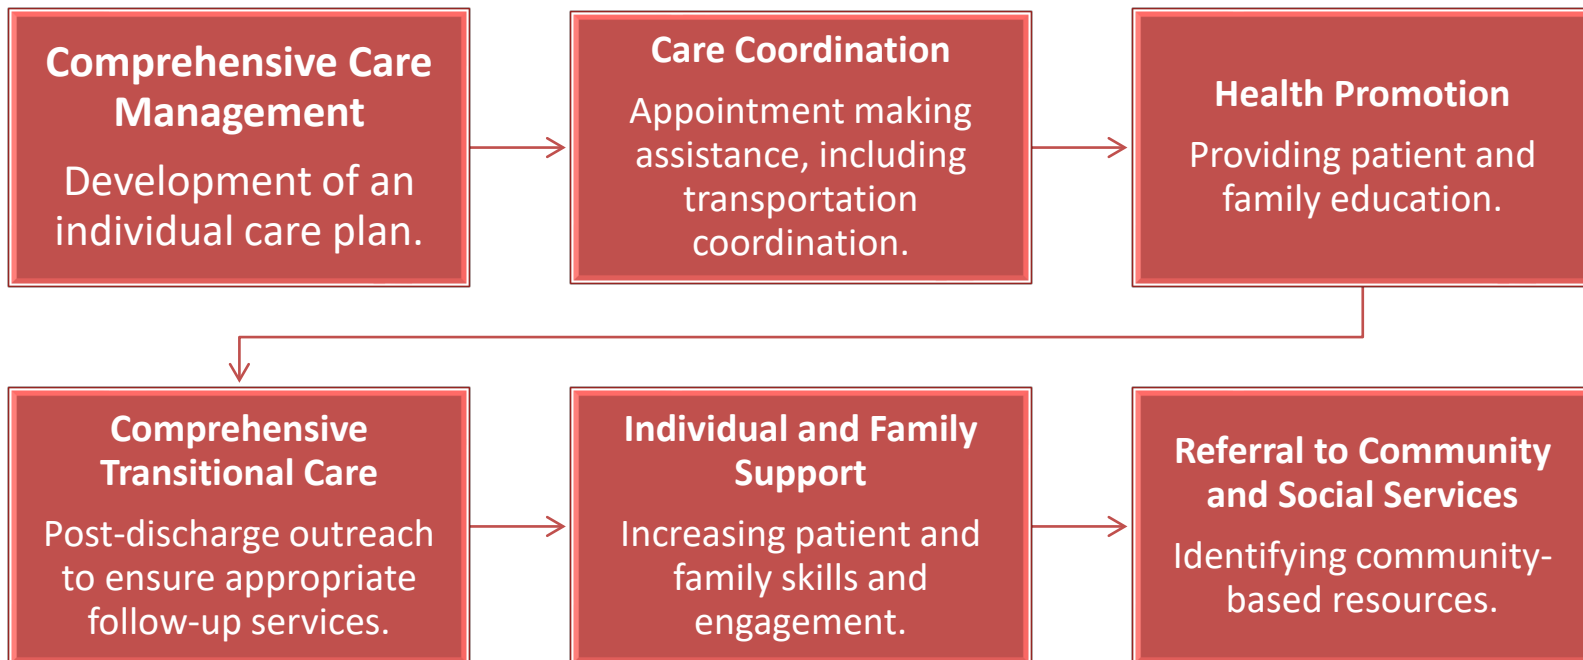 Comprehensive Care
Management
Development of an
individual care plan.
Care Coordination
Appointment making
assistance, including
transportation
coordination.
Health Promotion
Providing patient and
family education.
Comprehensive
Transitional Care
Post-discharge outreach
to ensure appropriate
follow-up services.
Individual and Family
Support
Increasing patient and
family skills and
engagement.
Referral to Community
and Social Services
Identifying community-
based resources.